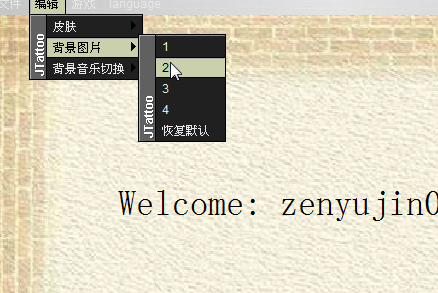 文件 编辑 游戏 language
皮肤
背景图片
背景音乐切换
JTattoo
1
2
3
4
恢复默认
JTattoo
Welcome: zenyujin0